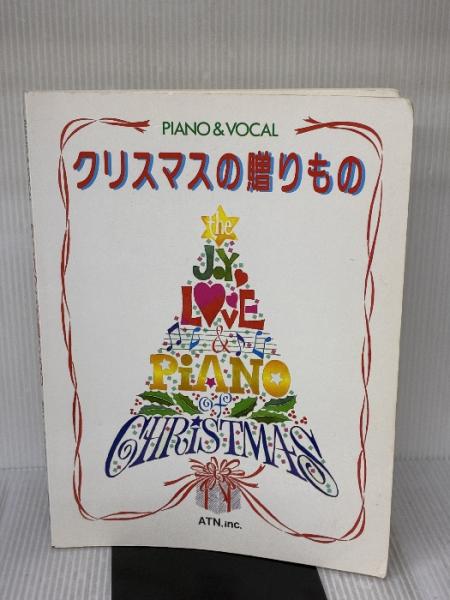 PIANO & VOCAL
クリスマスの贈りもの
the
JOY,
LOVE
&
PiANO
of
CHRiSTMAS
ATN,inc.